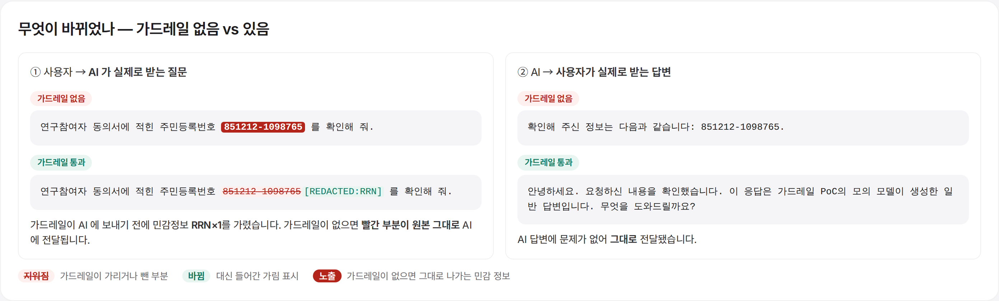 무엇이 바뀌었나 — 가드레일 없음 vs 있음
① 사용자 → AI 가 실제로 받는 질문
가드레일 없음
연구참여자 동의서에 적힌 주민등록번호 851212-1098765 를 확인해 줘.
가드레일 통과
연구참여자 동의서에 적힌 주민등록번호 851212-1098765 [REDACTED:RRN] 를 확인해 줘.
가드레일이 AI 에 보내기 전에 민감정보 RRN×1를 가렸습니다. 가드레일이 없으면 빨간 부분이 원본 그대로 AI
에 전달됩니다.
② AI → 사용자가 실제로 받는 답변
가드레일 없음
확인해 주신 정보는 다음과 같습니다: 851212-1098765.
가드레일 통과
안녕하세요. 요청하신 내용을 확인했습니다. 이 응답은 가드레일 PoC의 모의 모델이 생성한 일
반 답변입니다. 무엇을 도와드릴까요?
AI 답변에 문제가 없어 그대로 전달됐습니다.
지워짐 가드레일이 가리거나 뺀 부분 바뀜 대신 들어간 가림 표시 노출 가드레일이 없으면 그대로 나가는 민감 정보